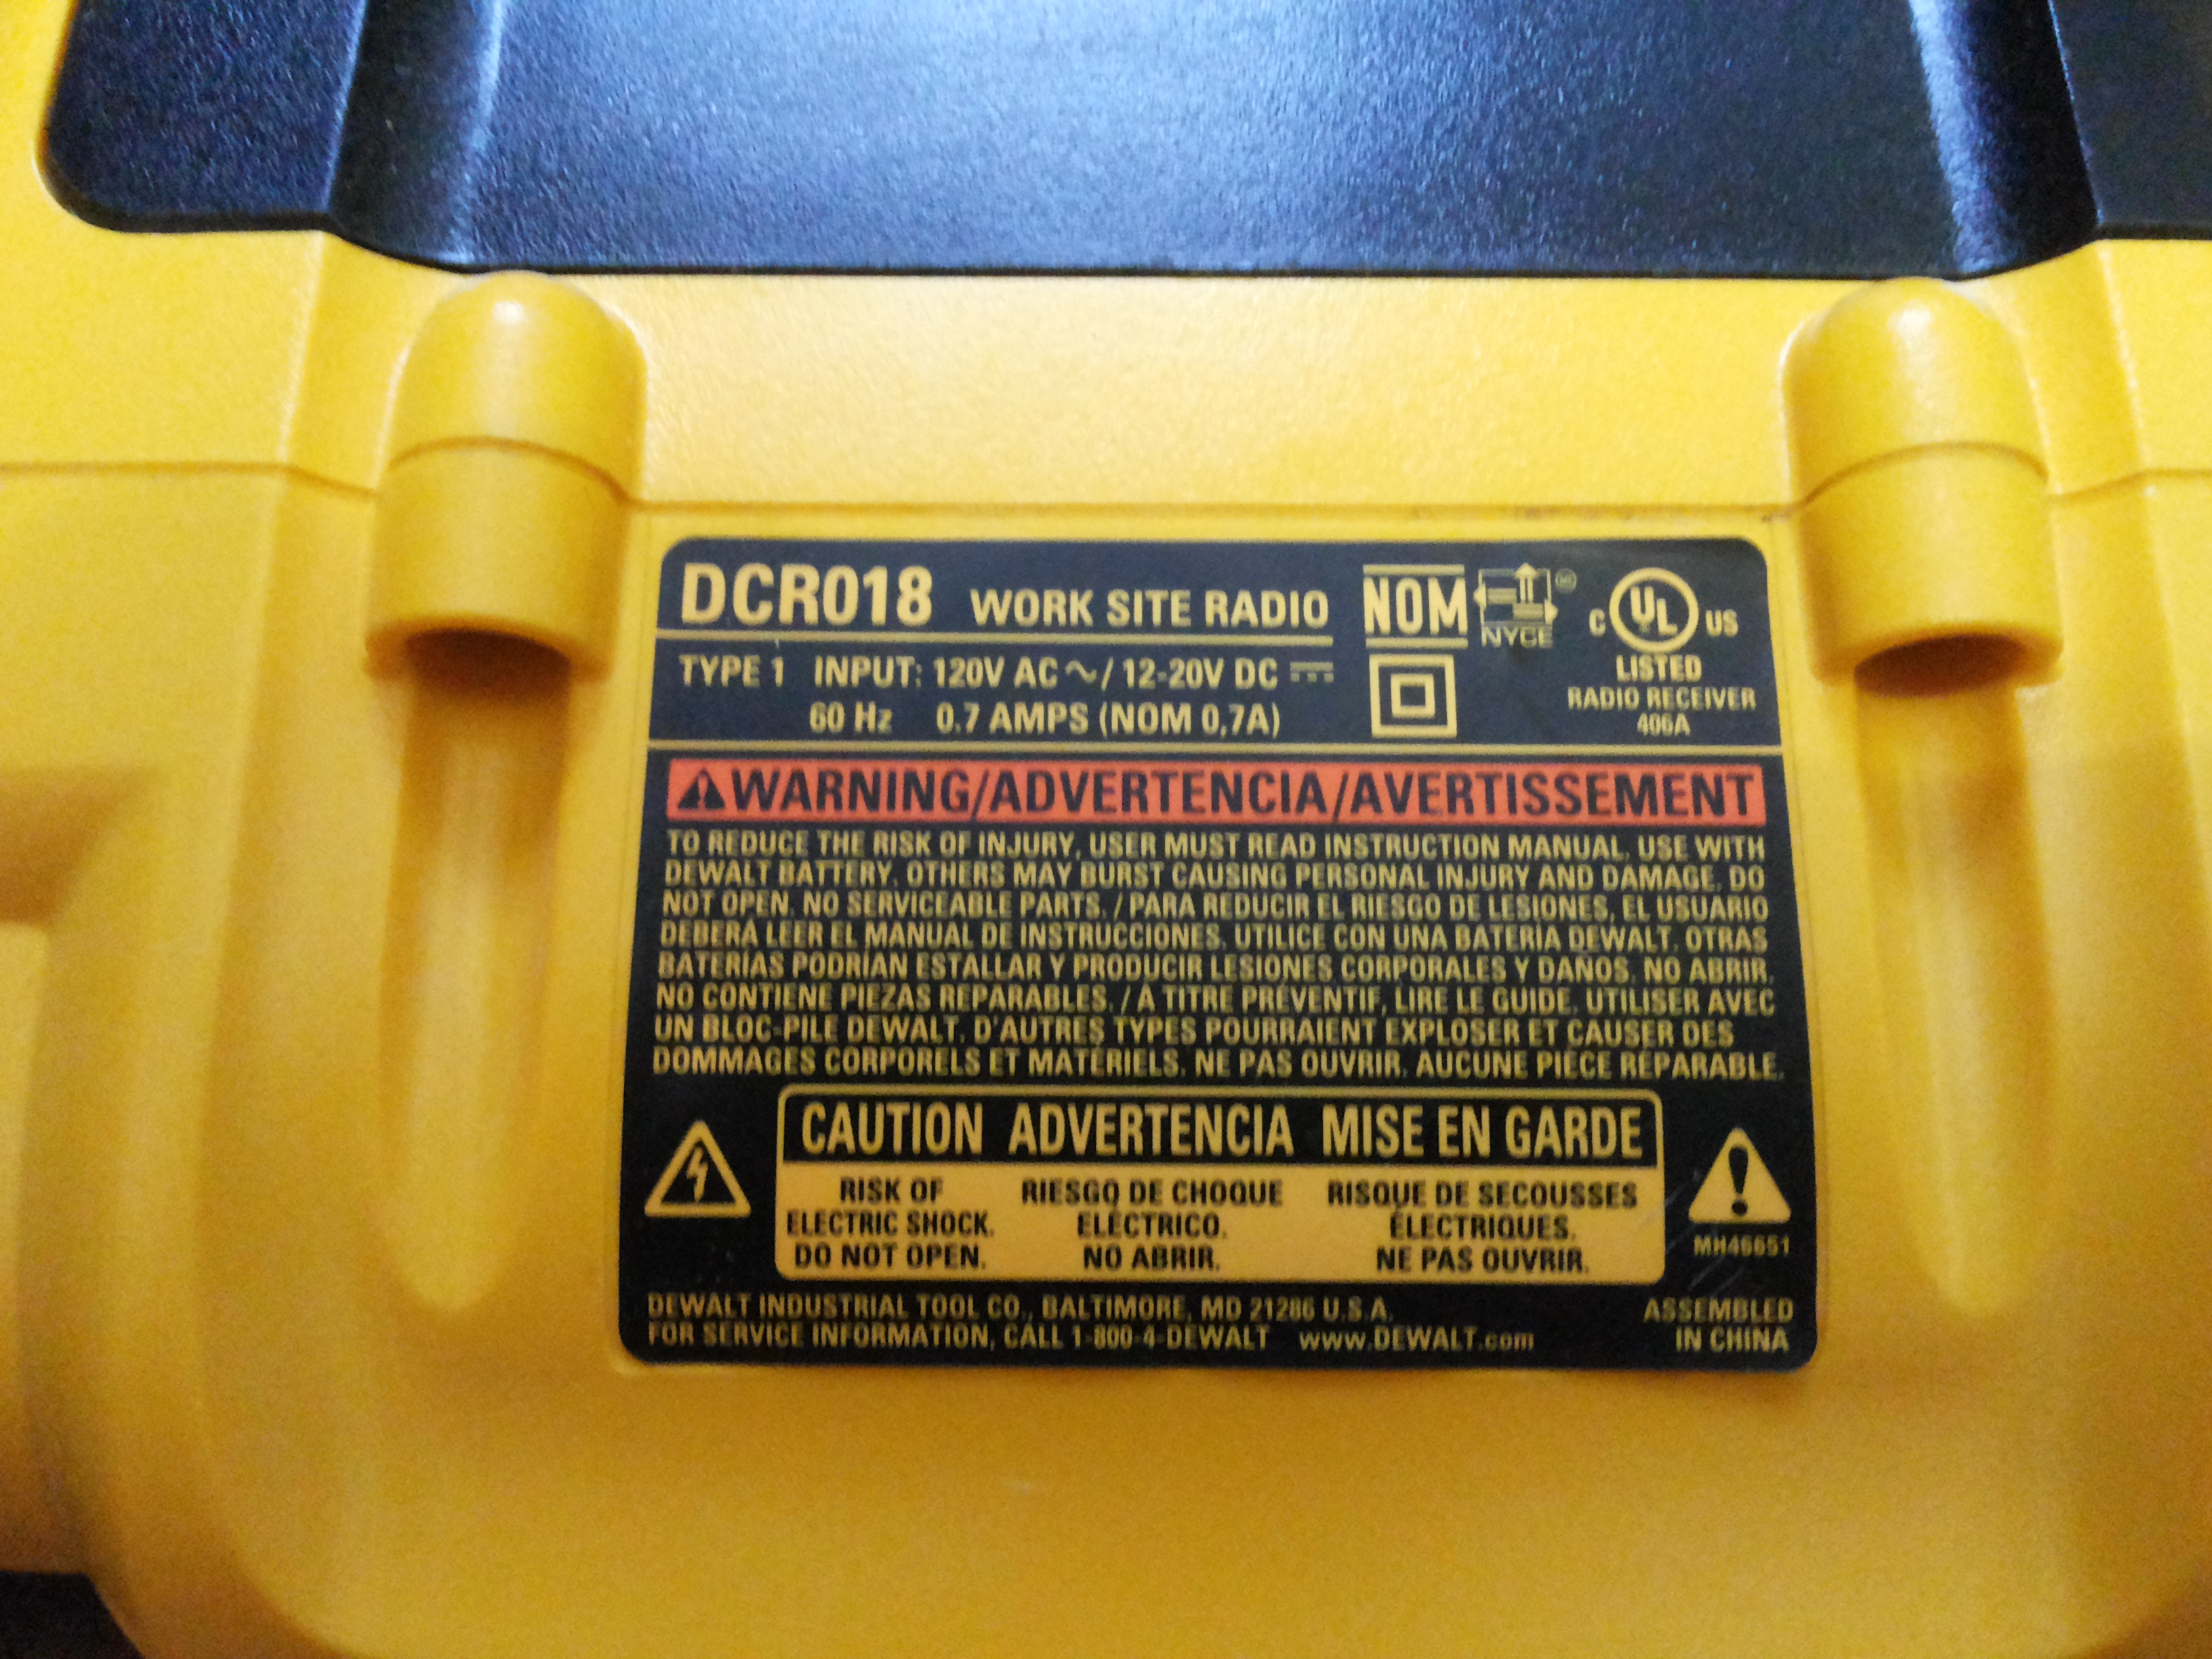 DCR018 WORK SITE RADIO
NOM
NYCE
C UL US
LISTED
RADIO RECEIVER
406A
TYPE 1 INPUT: 120V AC ~/ 12-20V DC ⎓
60 Hz 0.7 AMPS (NOM 0,7A)
WARNING/ADVERTENCIA/AVERTISSEMENT
TO REDUCE THE RISK OF INJURY, USER MUST READ INSTRUCTION MANUAL. USE WITH
DEWALT BATTERY. OTHERS MAY BURST CAUSING PERSONAL INJURY AND DAMAGE. DO
NOT OPEN. NO SERVICEABLE PARTS. / PARA REDUCIR EL RIESGO DE LESIONES, EL USUARIO
DEBERÁ LEER EL MANUAL DE INSTRUCCIONES. UTILICE CON UNA BATERÍA DEWALT. OTRAS
BATERÍAS PODRÍAN ESTALLAR Y PRODUCIR LESIONES CORPORALES Y DAÑOS. NO ABRIR.
NO CONTIENE PIEZAS REPARABLES. / À TITRE PRÉVENTIF, LIRE LE GUIDE. UTILISER AVEC
UN BLOC-PILE DEWALT, D'AUTRES TYPES POURRAIENT EXPLOSER ET CAUSER DES
DOMMAGES CORPORELS ET MATÉRIELS. NE PAS OUVRIR. AUCUNE PIÈCE RÉPARABLE.
CAUTION ADVERTENCIA MISE EN GARDE
RISK OF RIESGO DE CHOQUE RISQUE DE SECOUSSES
ELECTRIC SHOCK. ELÉCTRICO. ÉLECTRIQUES.
DO NOT OPEN. NO ABRIR. NE PAS OUVRIR.
MH46651
DEWALT INDUSTRIAL TOOL CO., BALTIMORE, MD 21286 U.S.A.
FOR SERVICE INFORMATION, CALL 1-800-4-DEWALT www.DEWALT.com
ASSEMBLED
IN CHINA